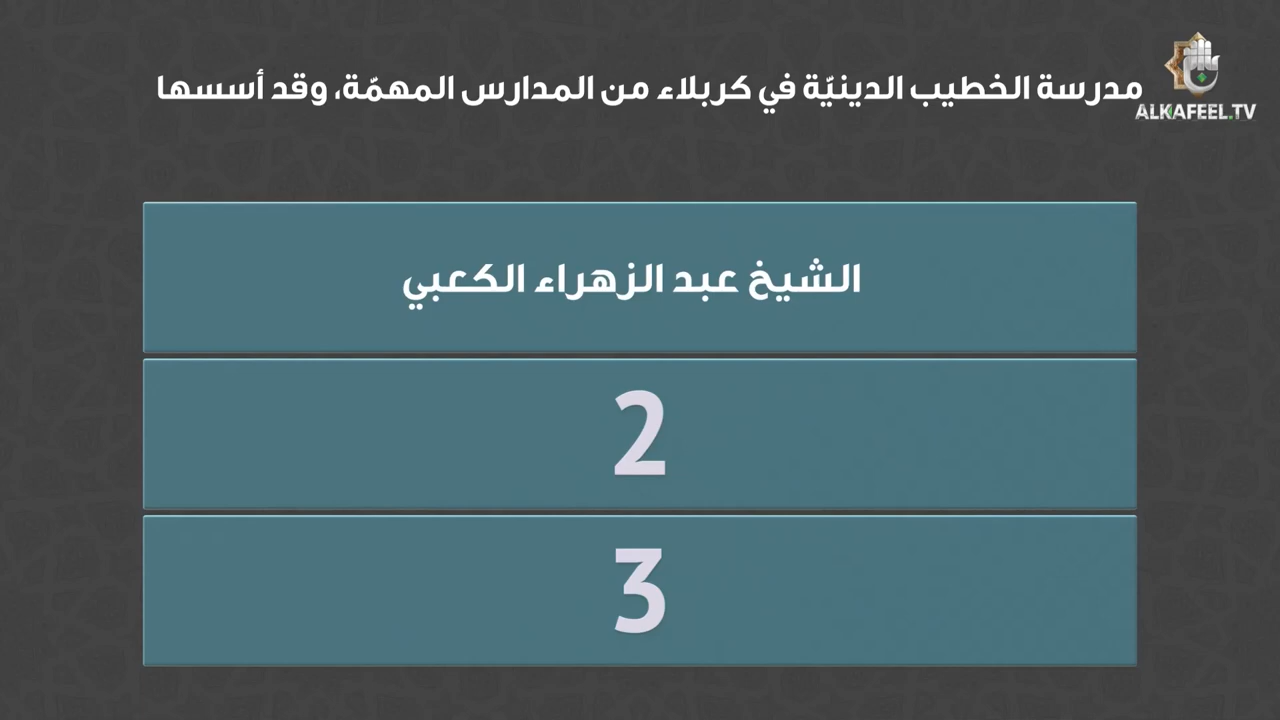 مدرسة الخطيب الدينيّة في كربلاء من المدارس المهمّة، وقد أسسها
ALKAFEEL.TV
الشيخ عبد الزهراء الكعبي
2
3